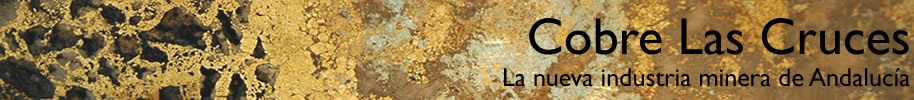 Cobre Las Cruces
La nueva industria minera de Andalucía